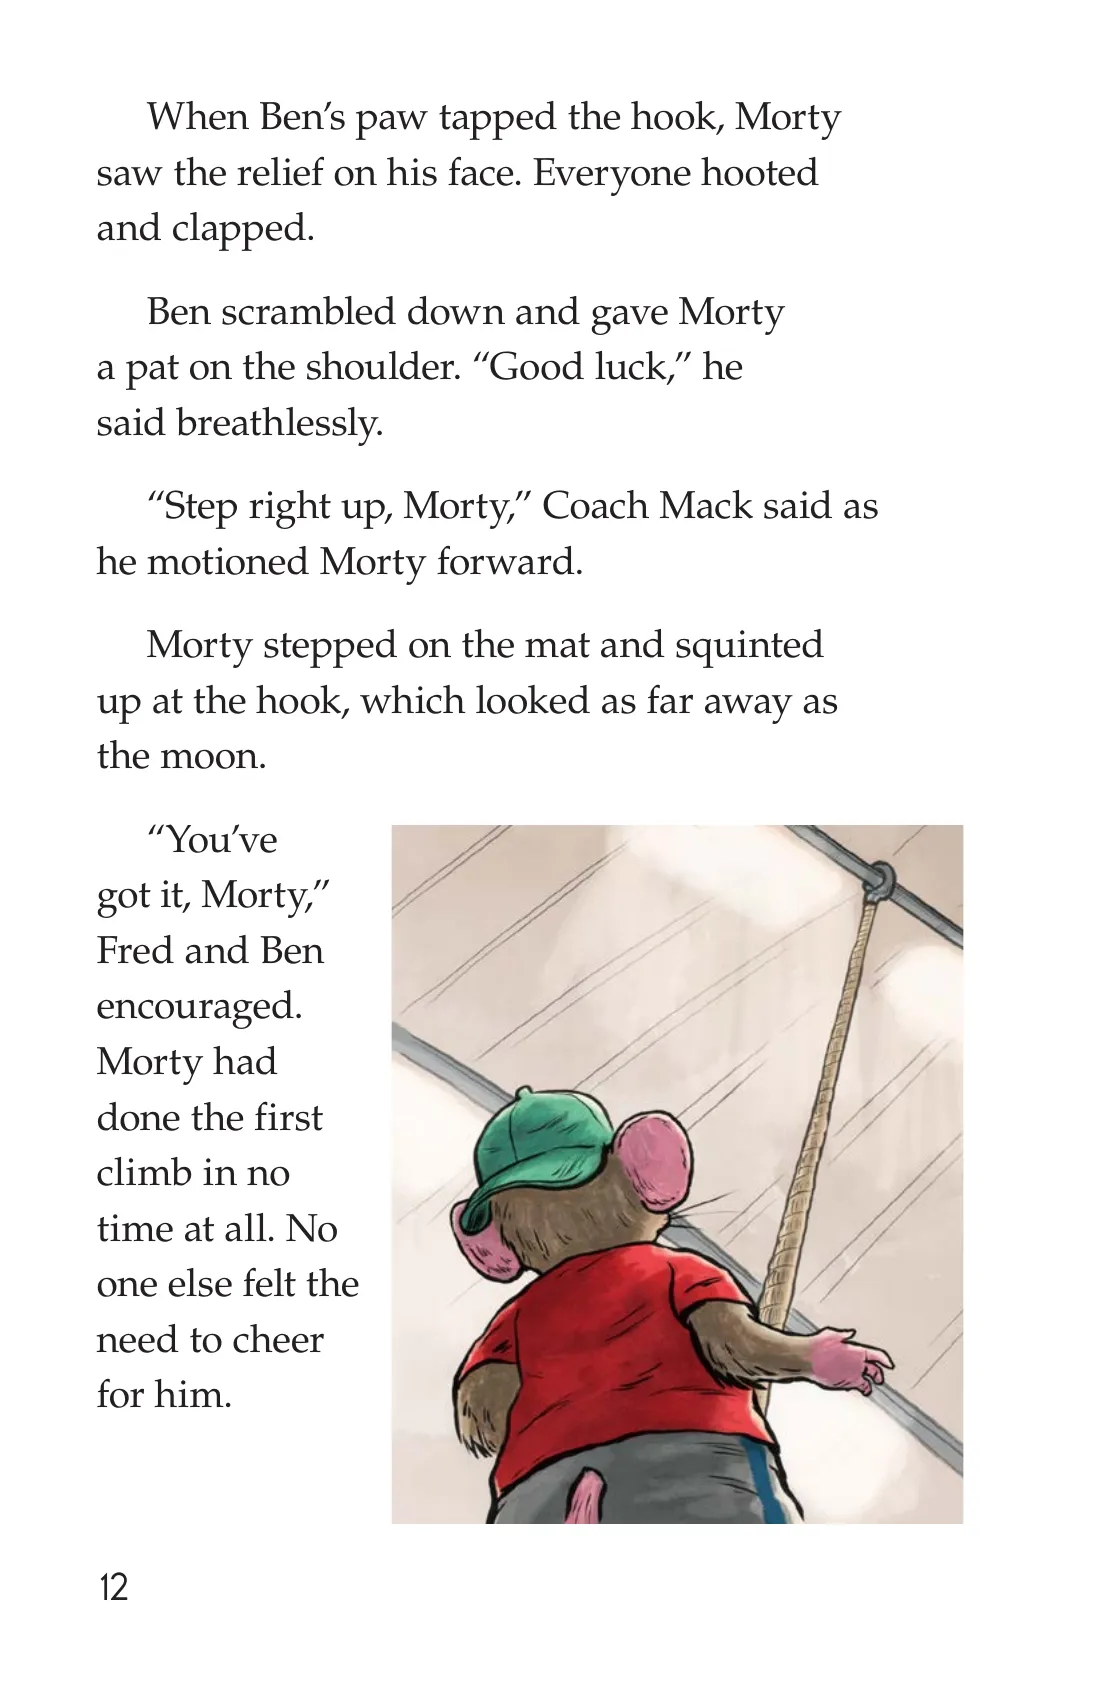 When Ben’s paw tapped the hook, Morty
saw the relief on his face. Everyone hooted
and clapped.
Ben scrambled down and gave Morty
a pat on the shoulder. “Good luck,” he
said breathlessly.
“Step right up, Morty,” Coach Mack said as
he motioned Morty forward.
Morty stepped on the mat and squinted
up at the hook, which looked as far away as
the moon.
“You’ve
got it, Morty,”
Fred and Ben
encouraged.
Morty had
done the first
climb in no
time at all. No
one else felt the
need to cheer
for him.
12